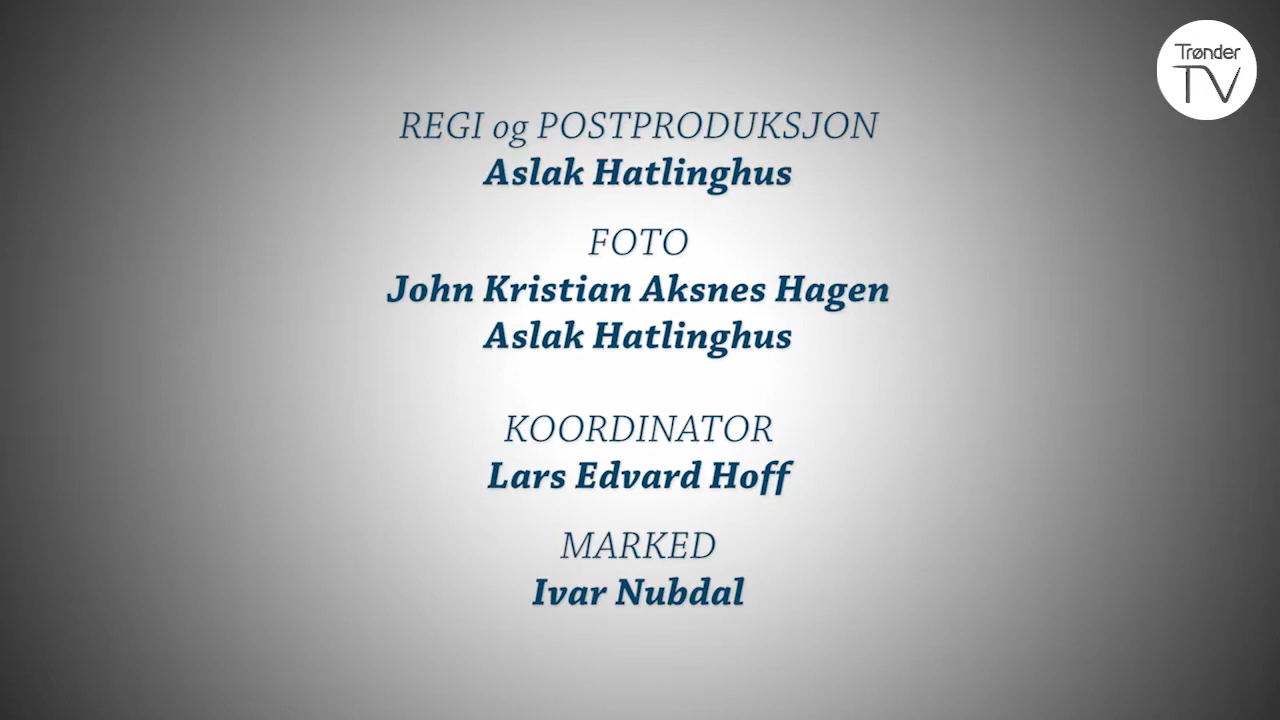 Trønder
TV
REGI og POSTPRODUKSJON
Aslak Hatlinghus
FOTO
John Kristian Aksnes Hagen
Aslak Hatlinghus
KOORDINATOR
Lars Edvard Hoff
MARKED
Ivar Nubdal